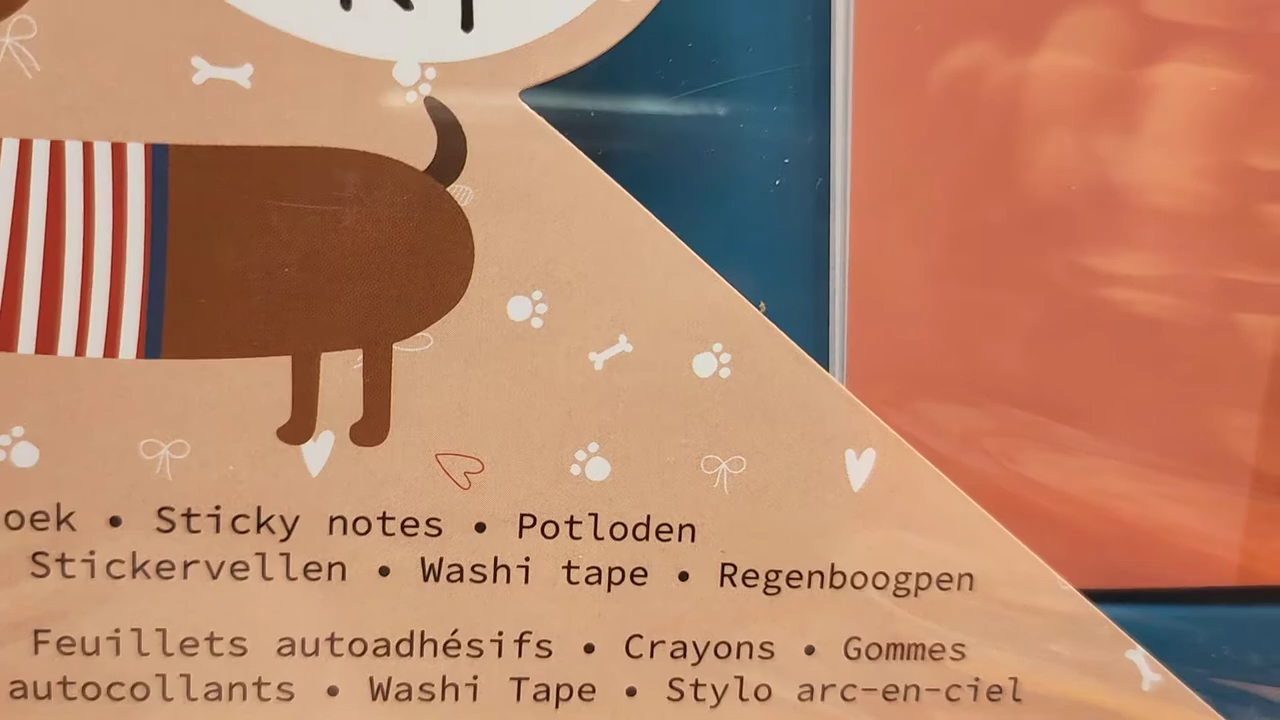 oek • Sticky notes • Potloden
Stickervellen • Washi tape • Regenboogpen
Feuillets autoadhésifs • Crayons • Gommes
autocollants • Washi Tape • Stylo arc-en-ciel